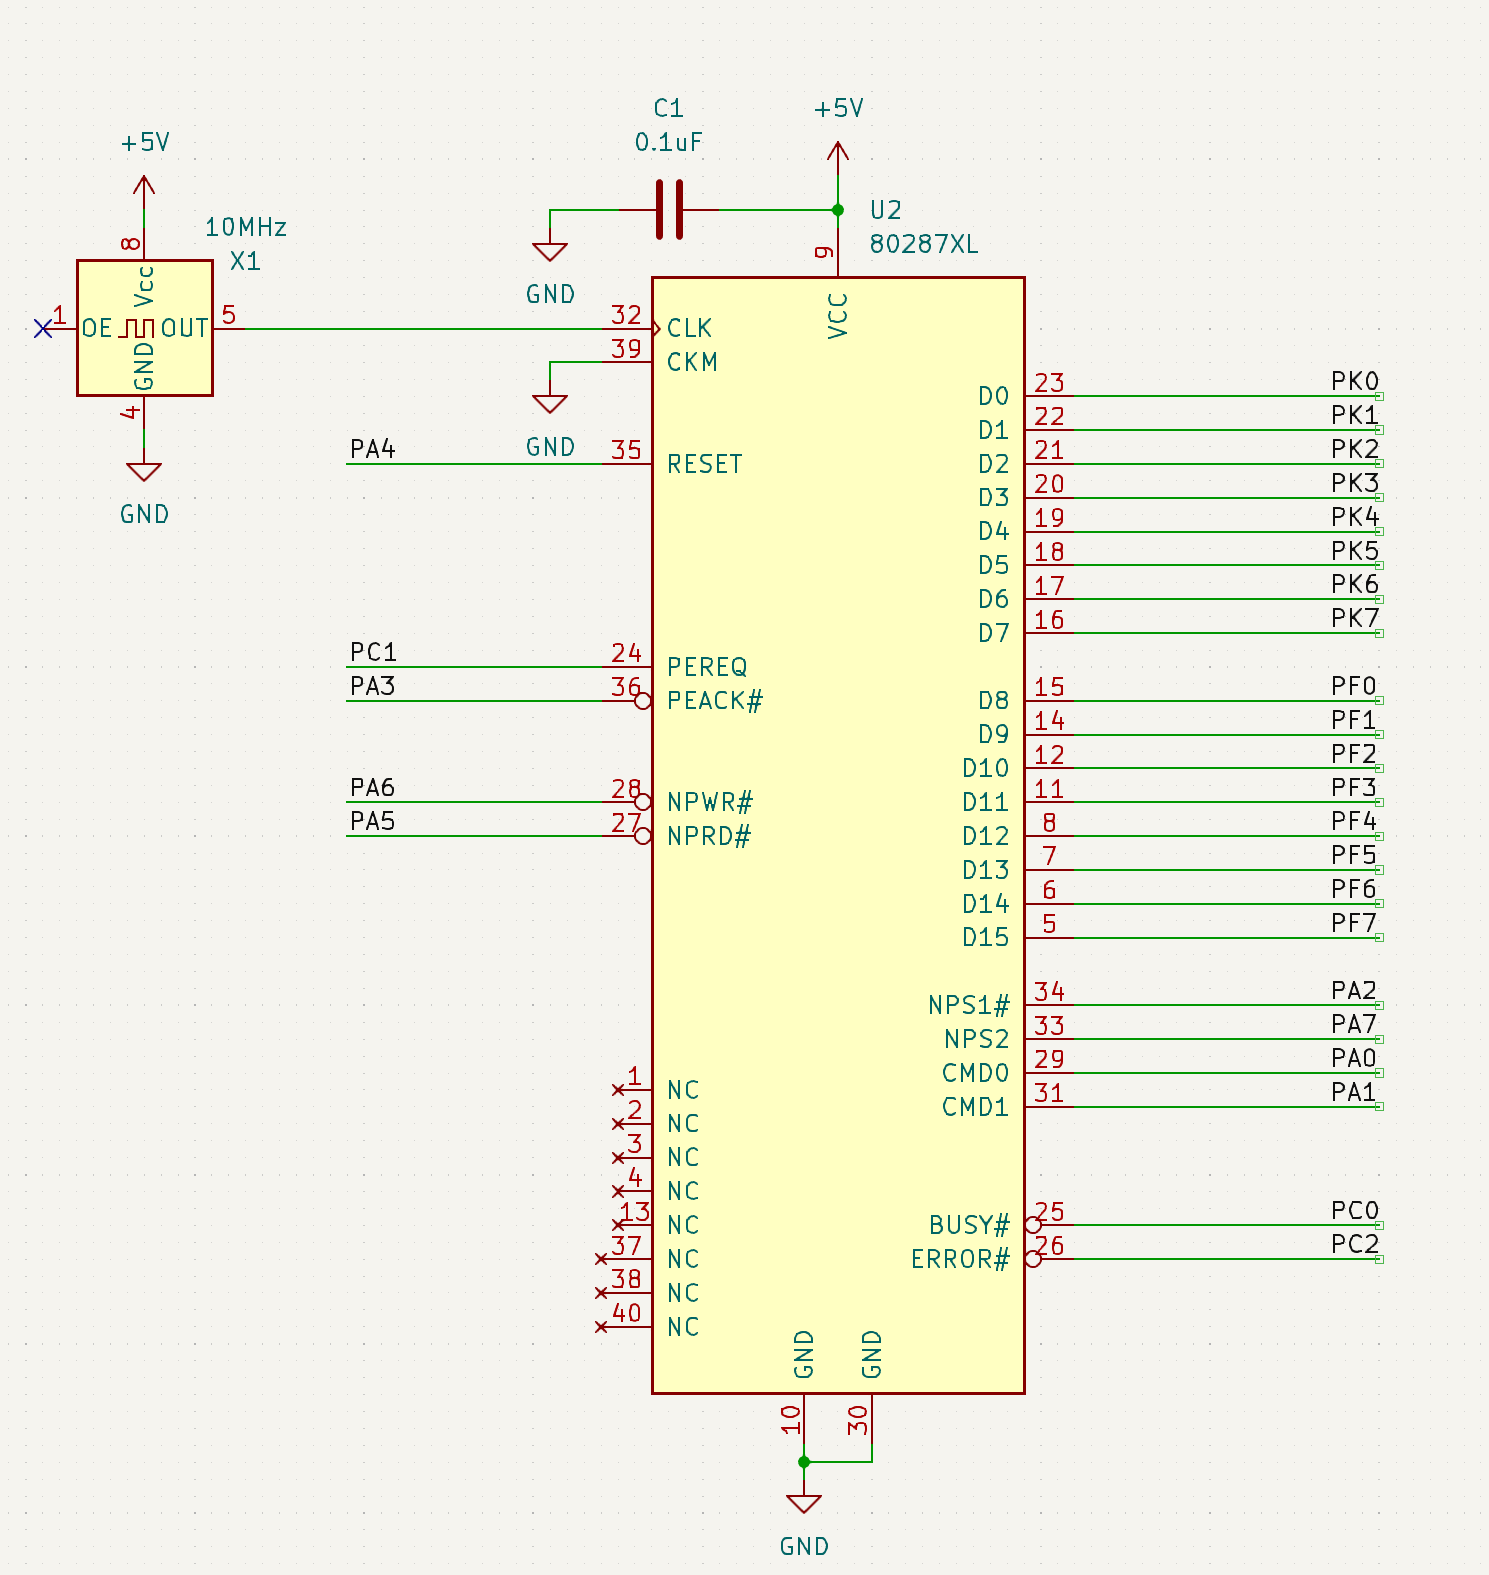 C1
0.1uF
+5V
+5V
10MHz
X1
8
Vcc
1
OE
OUT
5
GND
4
GND
GND
U2
80287XL
9
VCC
32 CLK
39 CKM
GND
PA4 35 RESET
PC1 24 PEREQ
PA3 36 PEACK#
PA6 28 NPWR#
PA5 27 NPRD#
1 NC
2 NC
3 NC
4 NC
13 NC
37 NC
38 NC
40 NC
D0 23 PK0
D1 22 PK1
D2 21 PK2
D3 20 PK3
D4 19 PK4
D5 18 PK5
D6 17 PK6
D7 16 PK7
D8 15 PF0
D9 14 PF1
D10 12 PF2
D11 11 PF3
D12 8 PF4
D13 7 PF5
D14 6 PF6
D15 5 PF7
NPS1# 34 PA2
NPS2 33 PA7
CMD0 29 PA0
CMD1 31 PA1
BUSY# 25 PC0
ERROR# 26 PC2
GND
GND
10
30
GND